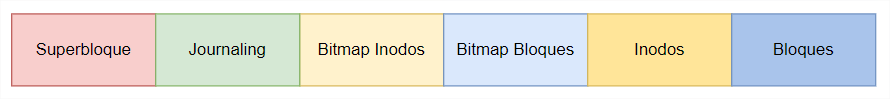 Superbloque
Journaling
Bitmap Inodos
Bitmap Bloques
Inodos
Bloques